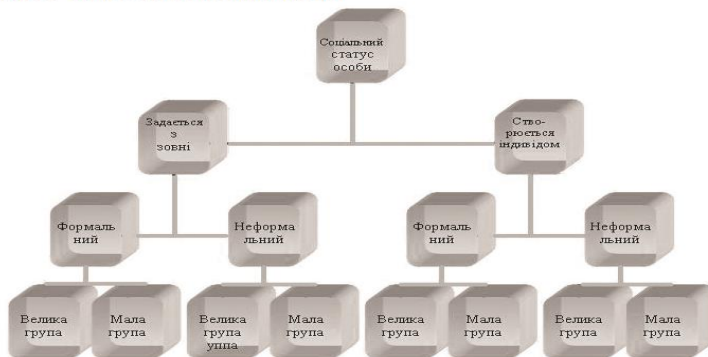 Соціальний
статус
особи
Задається
з
зовні
Ство-
рюється
індивідом
Формаль
ний
Неформа
льний
Формаль
ний
Неформа
льний
Велика
група
Мала
група
Велика
група
уппа
Мала
група
Велика
група
Мала
група
Велика
група
Мала
група